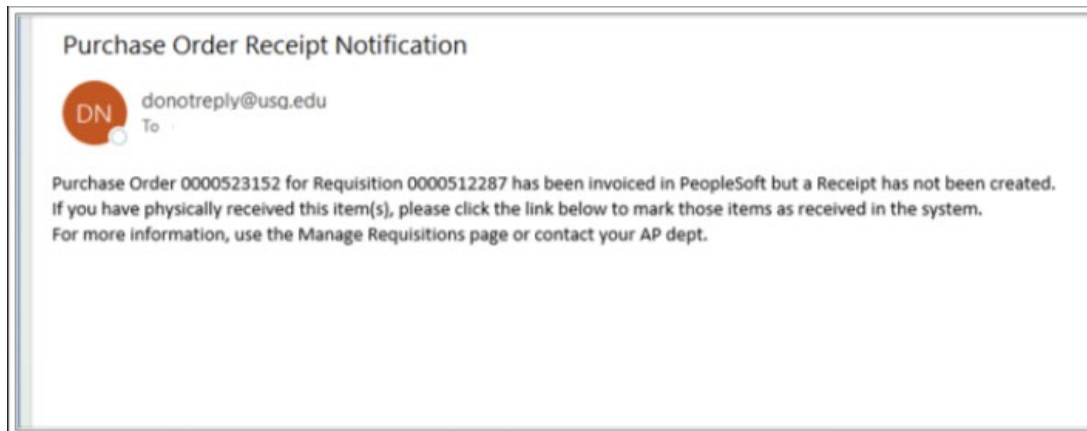 Purchase Order Receipt Notification
DN
donotreply@usg.edu
To
Purchase Order 0000523152 for Requisition 0000512287 has been invoiced in PeopleSoft but a Receipt has not been created.
If you have physically received this item(s), please click the link below to mark those items as received in the system.
For more information, use the Manage Requisitions page or contact your AP dept.